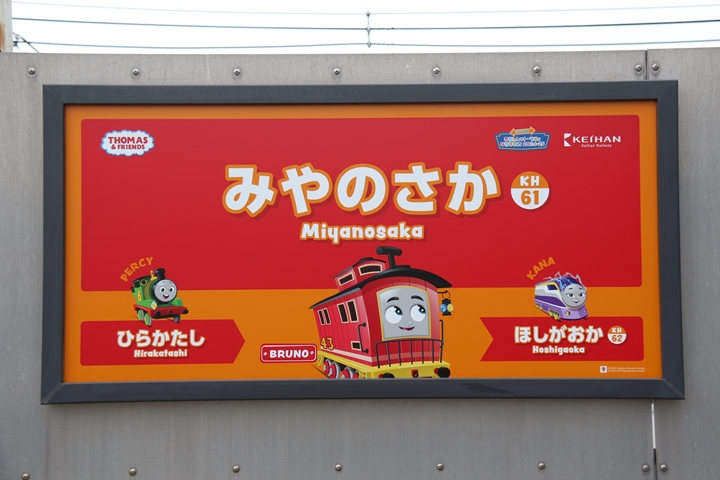 THOMAS
& FRIENDS
KEIHAN
Keihan Railway
みやのさか
KH
61
Miyanosaka
PERCY
KANA
ひらかたし
Hirakatashi
43
BRUNO
ほしがおか
Hoshigaoka
KH
62